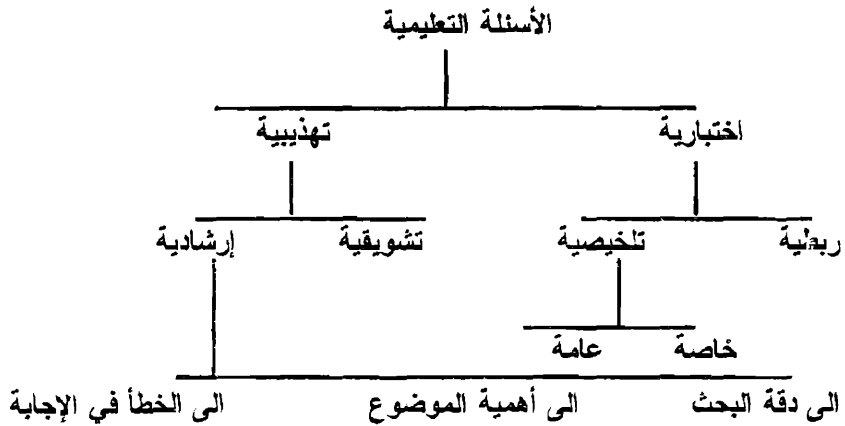 الأسئلة التعليمية
اختبارية تهذيبية
ربطية تلخيصية تشويقية إرشادية
خاصة عامة
الى دقة البحث الى أهمية الموضوع الى الخطأ في الإجابة